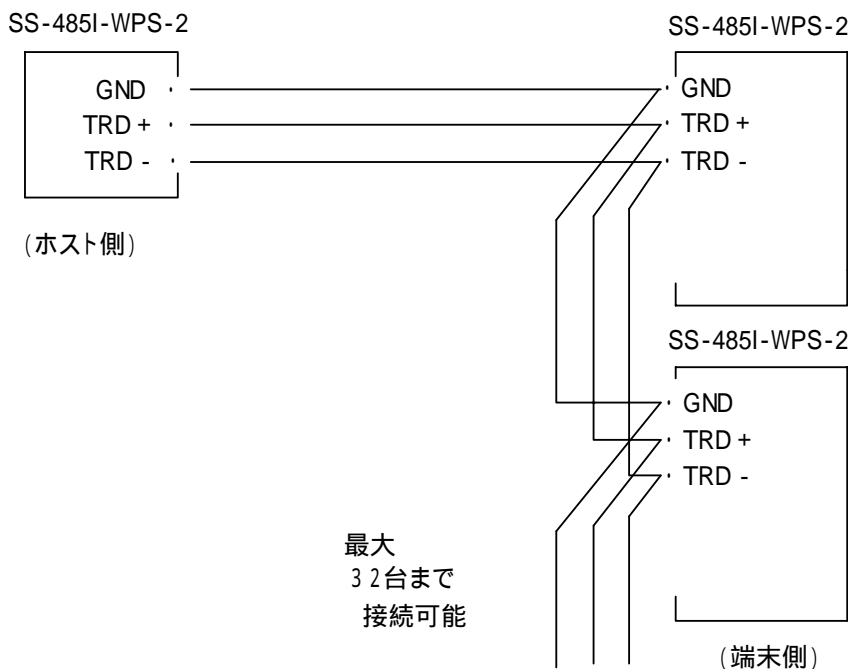 SS-485I-WPS-2
GND
TRD +
TRD -
(ホスト側)
SS-485I-WPS-2
GND
TRD +
TRD -
SS-485I-WPS-2
GND
TRD +
TRD -
(端末側)
最大
３２台まで
接続可能